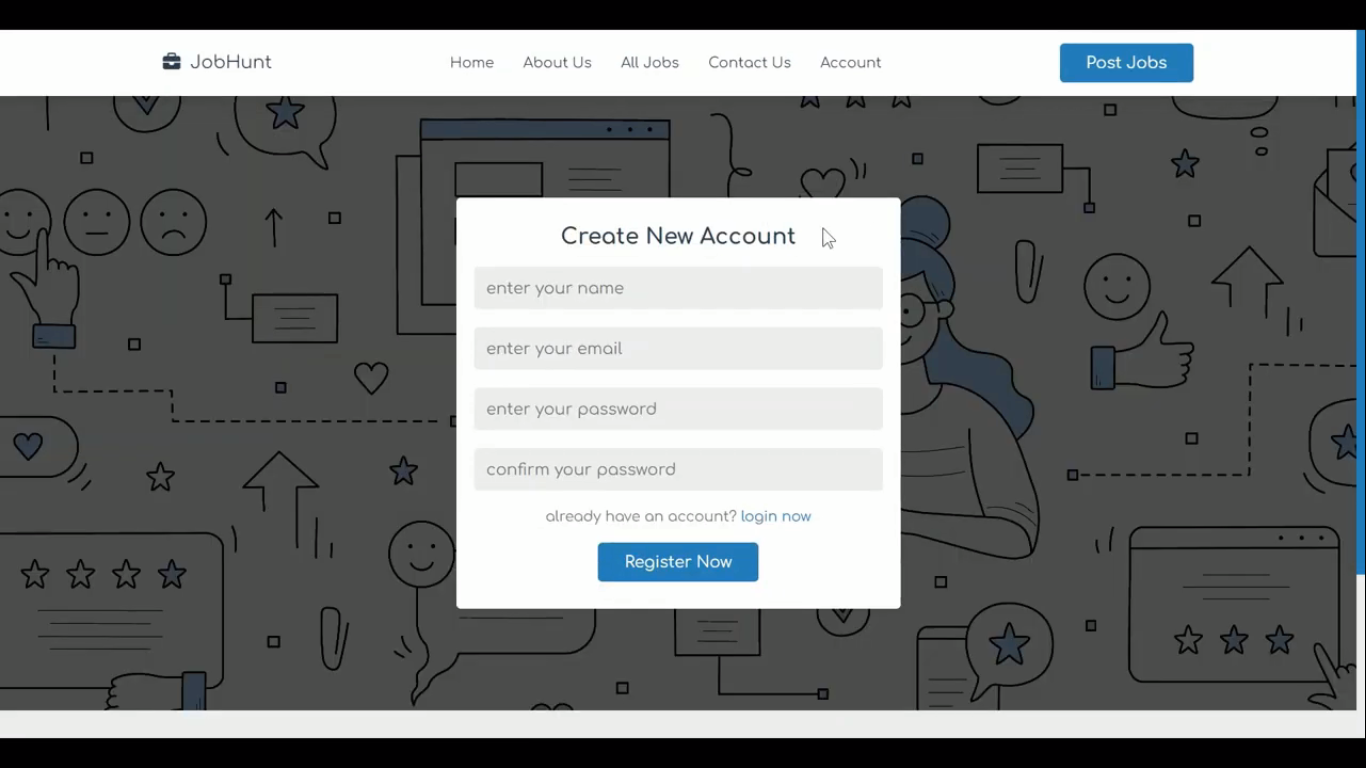 JobHunt
Home About Us All Jobs Contact Us Account
Post Jobs
Create New Account
enter your name
enter your email
enter your password
confirm your password
already have an account? login now
Register Now